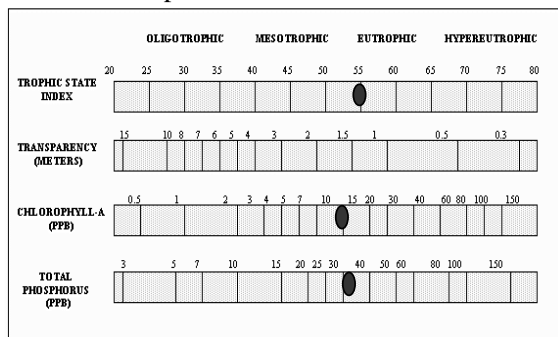 OLIGOTROPHIC MESOTROPHIC EUTROPHIC HYPEREUTROPHIC
20 25 30 35 40 45 50 55 60 65 70 75 80
TROPHIC STATE
INDEX
15 10 8 7 6 5 4 3 2 1.5 1 0.5 0.3
TRANSPARENCY
(METERS)
0.5 1 2 3 4 5 7 10 15 20 30 40 60 80 100 150
CHLOROPHYLL-A
(PPB)
3 5 7 10 15 20 25 30 40 50 60 80 100 150
TOTAL
PHOSPHORUS
(PPB)